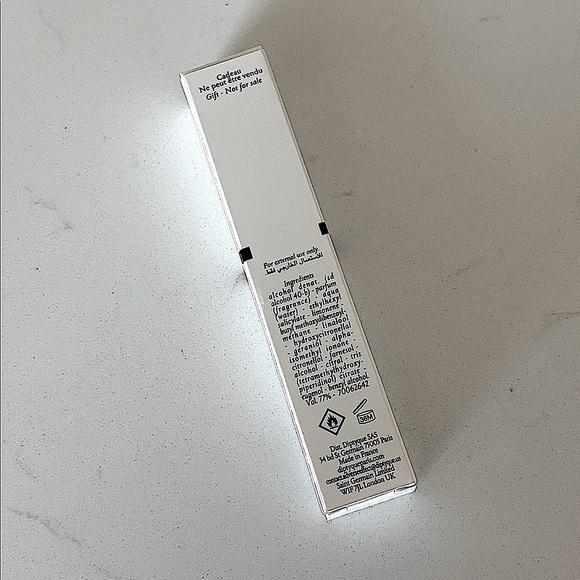 Cadeau
Ne peut être vendu
Gift - Not for sale
For external use only.
للاستعمال الخارجي فقط
Ingredients
alcohol denat. (sd
alcohol 40-b) - parfum
(fragrance) - aqua
(water) - ethylhexyl
salicylate - limonene -
butyl methoxydibenzoyl-
methane - linalool
- hydroxycitronellal
- geraniol - alpha-
isomethyl ionone -
citronellol - farnesol -
alcohol - citral - tris
(tetramethylhydroxy-
piperidinol) citrate -
eugenol - benzyl alcohol.
Vol. 77% - 70062642
36M
Dist. Diptyque SAS
34 bd St Germain 75005 Paris
Made in France
diptyqueparis.com
Saint Germain Limited
W1F 7JL London UK